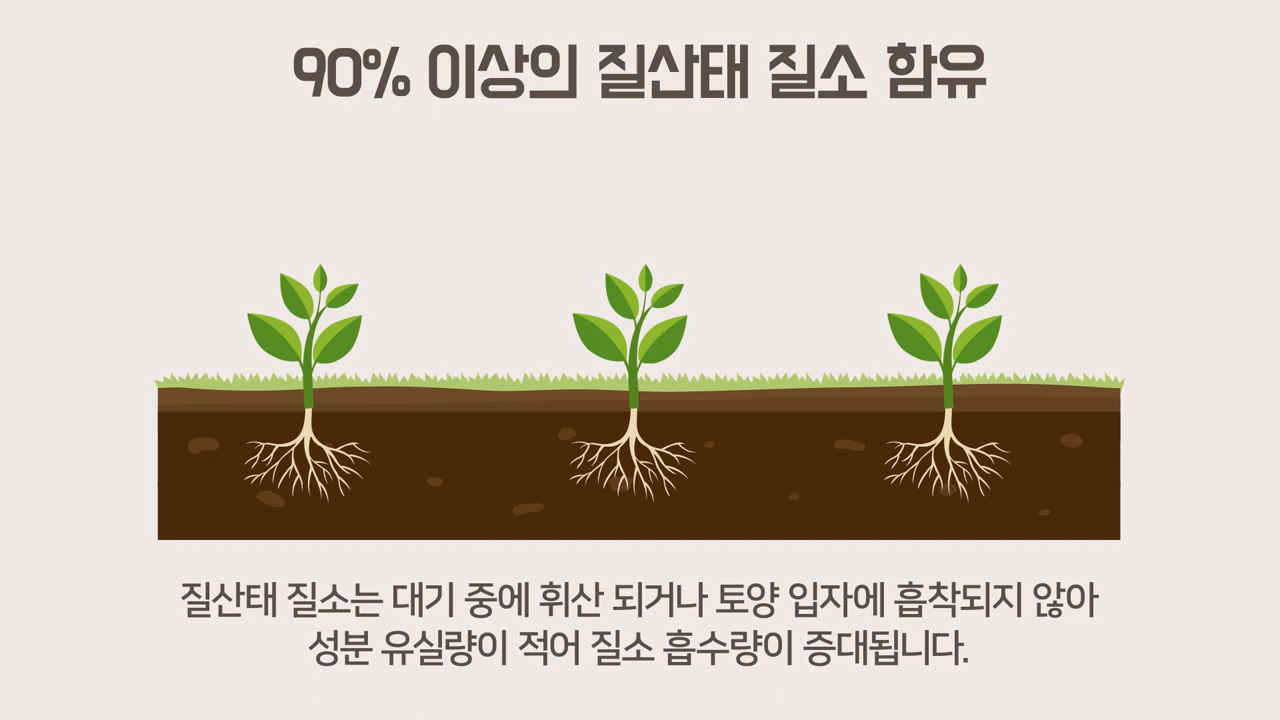 90% 이상의 질산태 질소 함유
질산태 질소는 대기 중에 휘산 되거나 토양 입자에 흡착되지 않아
성분 유실량이 적어 질소 흡수량이 증대됩니다.